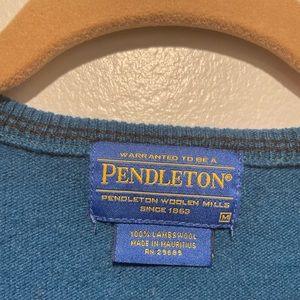 WARRANTED TO BE A
PENDLETON®
PENDLETON WOOLEN MILLS
SINCE 1863
M
100% LAMBSWOOL
MADE IN MAURITIUS
RN 29685